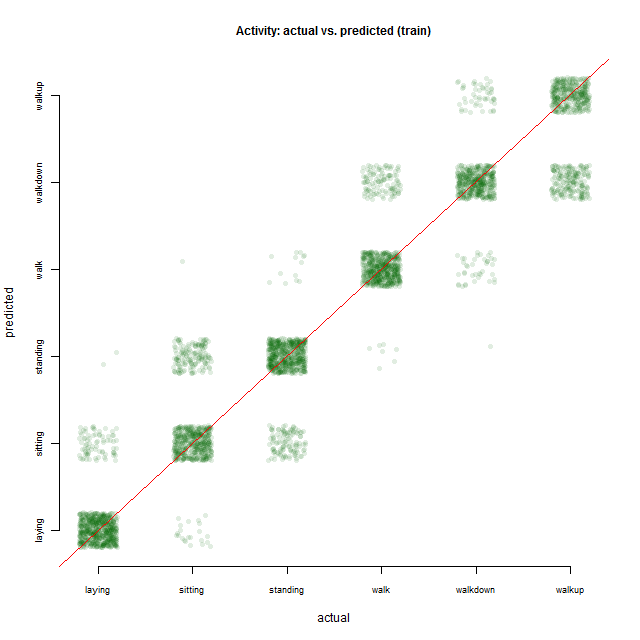 Activity: actual vs. predicted (train)
walkup
walkdown
walk
standing
sitting
laying
predicted
laying sitting standing walk walkdown walkup
actual